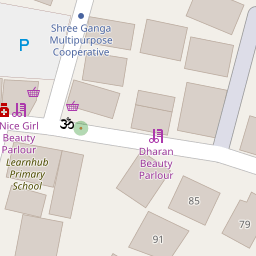 Shree Ganga
Multipurpose
Cooperative
P
ॐ
Nice Girl
Beauty
Parlour
Learnhub
Primary
School
Dharan
Beauty
Parlour
85
79
91